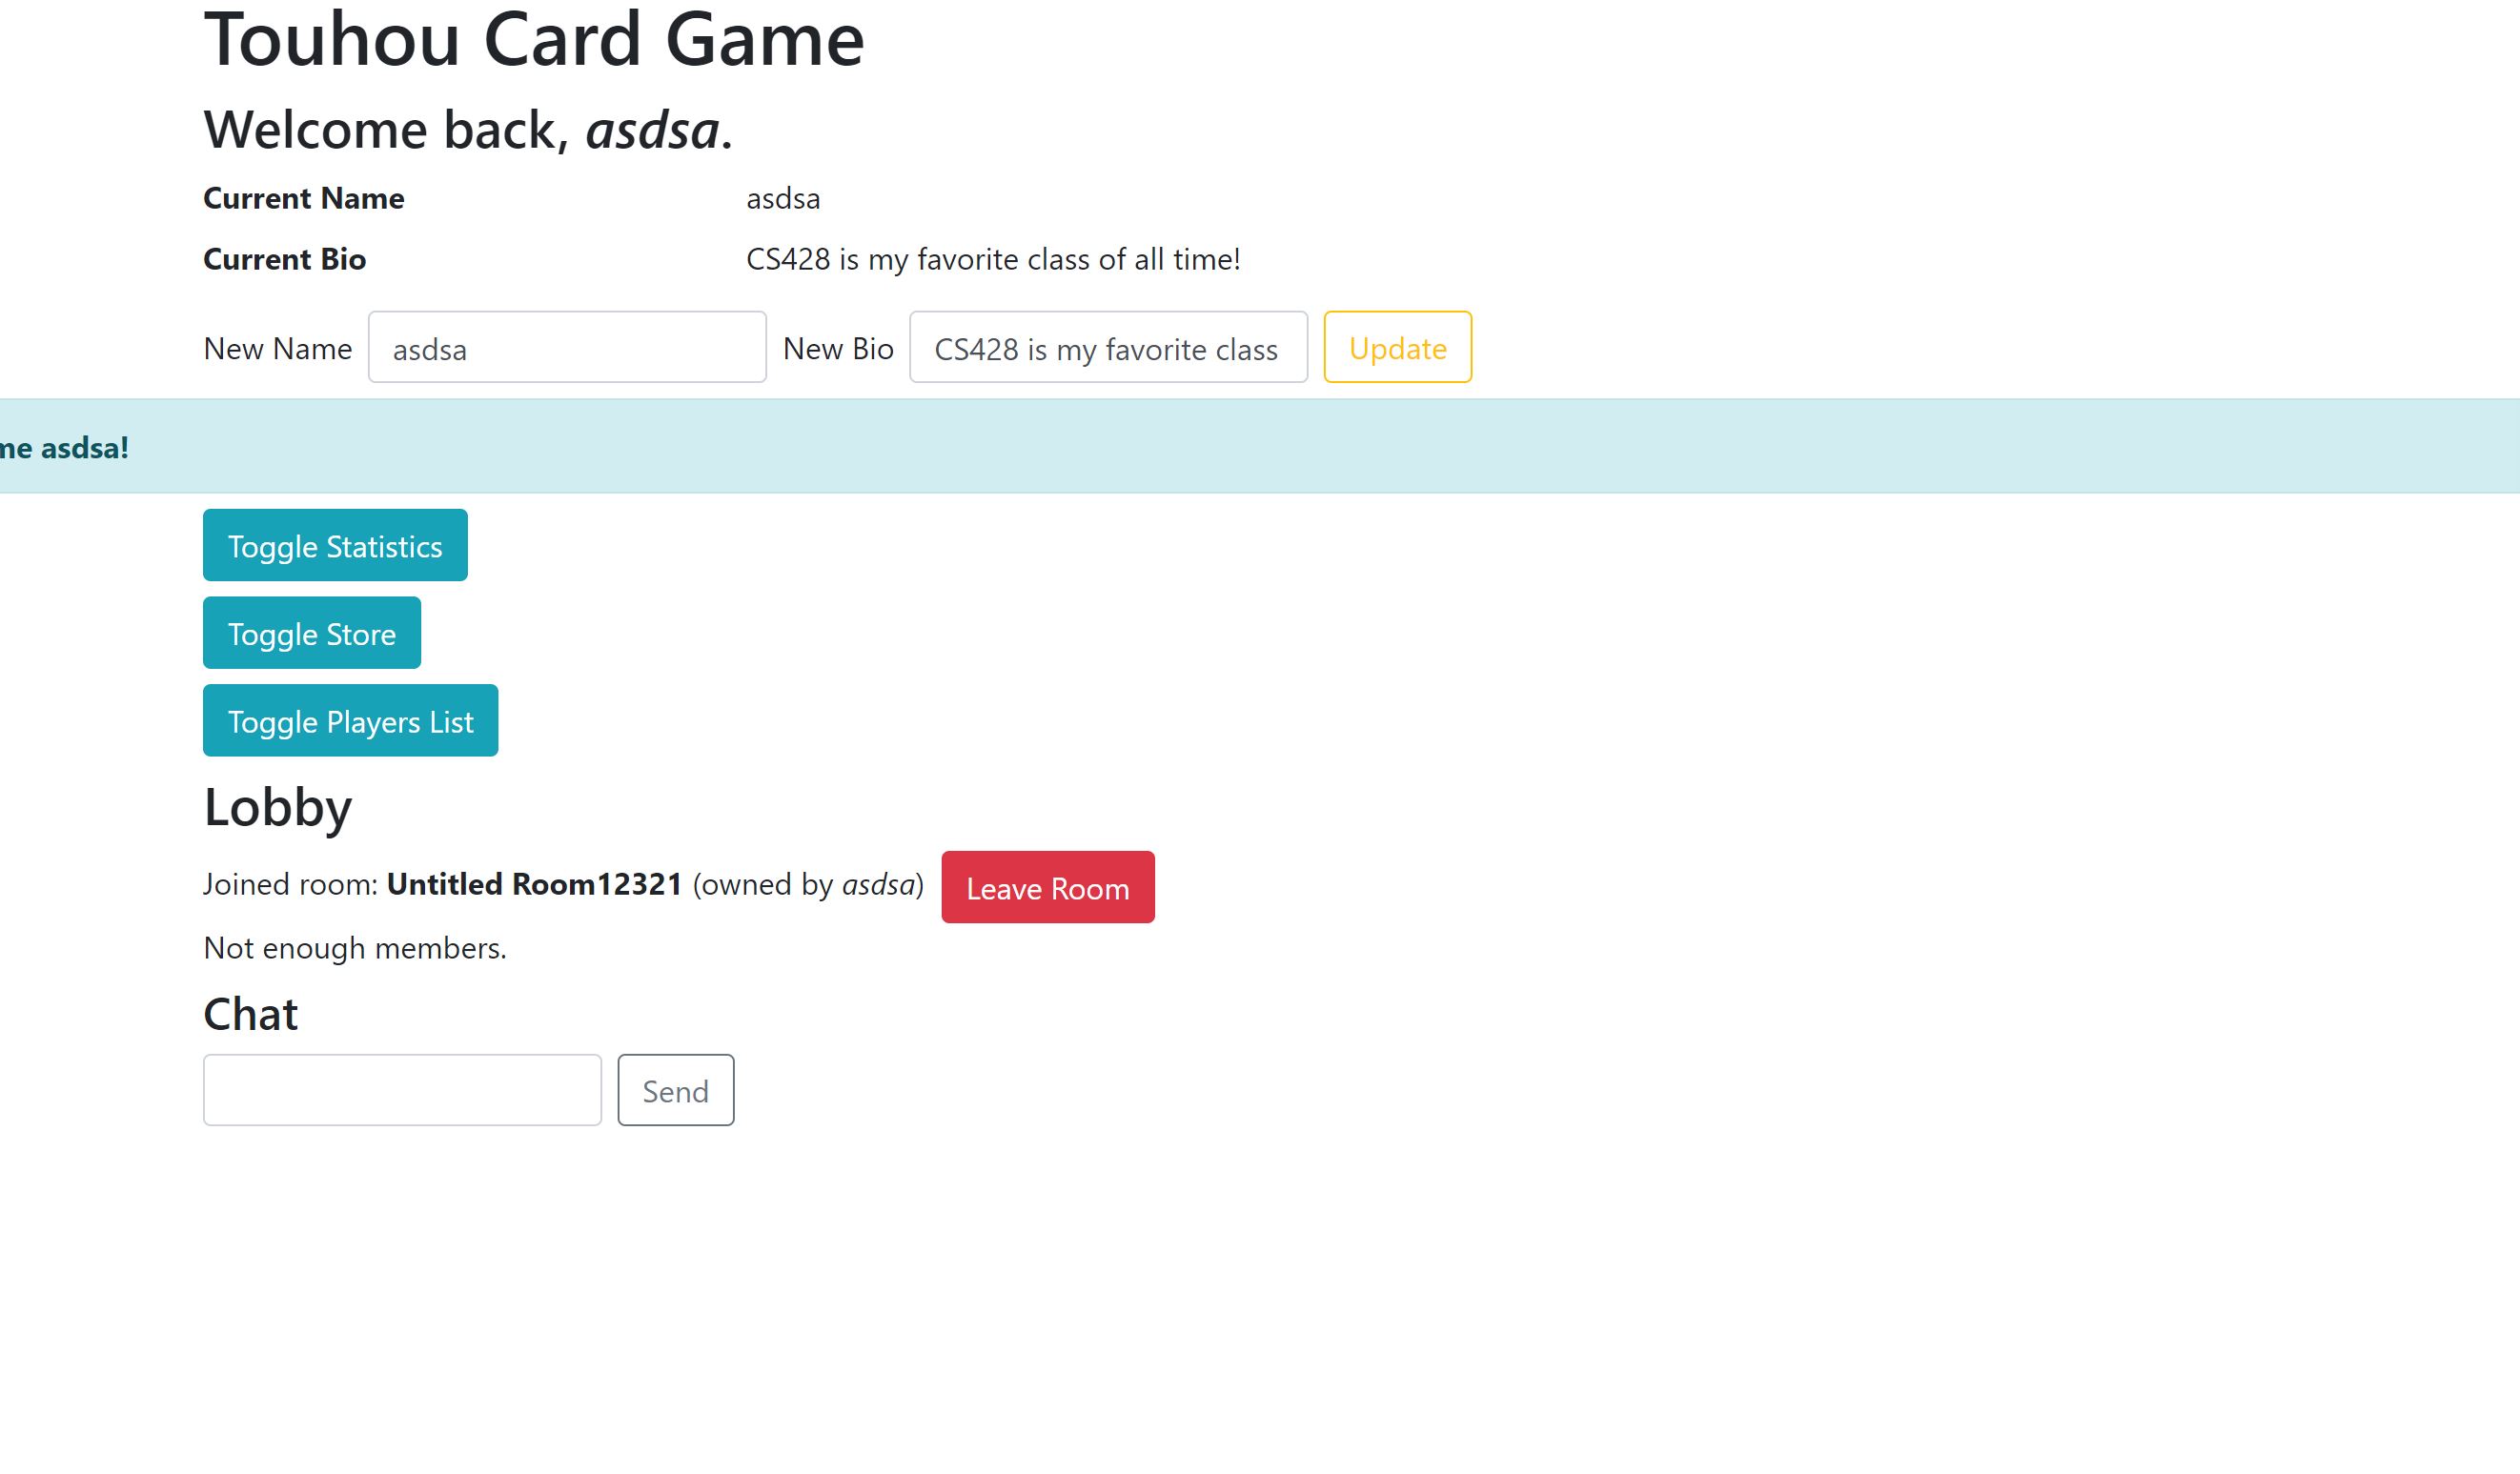 Touhou Card Game
Welcome back, asdsa.
Current Name asdsa
Current Bio CS428 is my favorite class of all time!
New Name asdsa New Bio CS428 is my favorite class Update
asdsa!
Toggle Statistics
Toggle Store
Toggle Players List
Lobby
Joined room: Untitled Room12321 (owned by asdsa) Leave Room
Not enough members.
Chat
Send